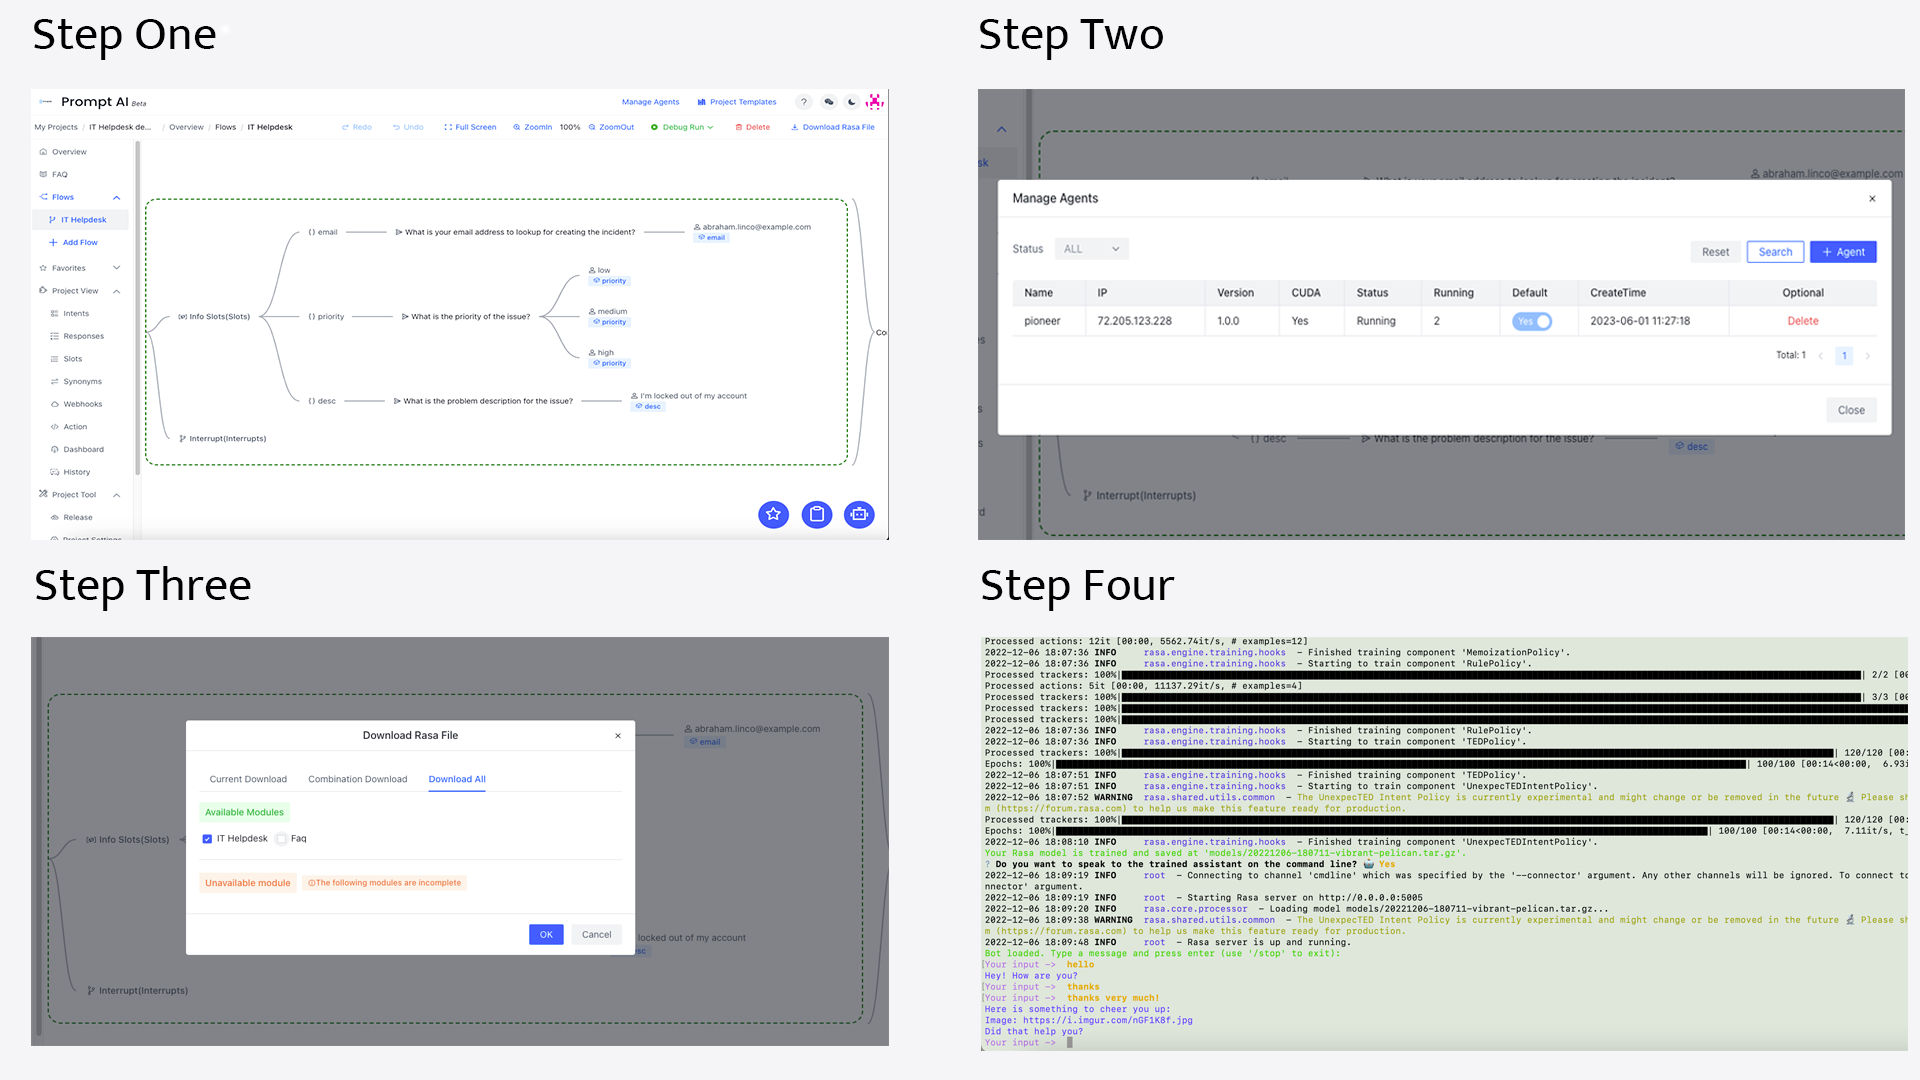 Step One
Prompt AI Beta
Manage Agents
Project Templates
?
My Projects / IT Helpdesk de... / Overview / Flows / IT Helpdesk
Redo
Undo
Full Screen
ZoomIn
100%
ZoomOut
Debug Run
Delete
Download Rasa File
Overview
FAQ
Flows
IT Helpdesk
+ Add Flow
Favorites
Project View
Intents
Responses
Slots
Synonyms
Webhooks
Action
Dashboard
History
Project Tool
Release
Project Settings
{} email
What is your email address to lookup for creating the incident?
abraham.linco@example.com
email
low
priority
Info Slots(Slots)
{} priority
What is the priority of the issue?
medium
priority
high
priority
{} desc
What is the problem description for the issue?
I'm locked out of my account
desc
Interrupt(Interrupts)
Co
Step Two
sk
abraham.linco@example.com
Manage Agents
×
Status
ALL
Reset
Search
+ Agent
Name IP Version CUDA Status Running Default CreateTime Optional
pioneer 72.205.123.228 1.0.0 Yes Running 2 Yes 2023-06-01 11:27:18 Delete
Total: 1 < 1 >
Close
{} desc
What is the problem description for the issue?
desc
Interrupt(Interrupts)
Step Three
abraham.linco@example.com
email
Download Rasa File
×
Current Download
Combination Download
Download All
Available Modules
IT Helpdesk
Faq
Unavailable module
The following modules are incomplete
OK
Cancel
Info Slots(Slots)
locked out of my account
Interrupt(Interrupts)
Step Four
Processed actions: 12it [00:00, 5562.74it/s, # examples=12]
2022-12-06 18:07:36 INFO rasa.engine.training.hooks - Finished training component 'MemoizationPolicy'.
2022-12-06 18:07:36 INFO rasa.engine.training.hooks - Starting to train component 'RulePolicy'.
Processed trackers: 100%| | 2/2 [00
Processed actions: 5it [00:00, 11137.29it/s, # examples=4]
Processed trackers: 100%| | 3/3 [00
Processed trackers: 100%|
Processed trackers: 100%|
2022-12-06 18:07:36 INFO rasa.engine.training.hooks - Finished training component 'RulePolicy'.
2022-12-06 18:07:36 INFO rasa.engine.training.hooks - Starting to train component 'TEDPolicy'.
Processed trackers: 100%| | 120/120 [00:
Epochs: 100%| | 100/100 [00:14<00:00, 6.93i
2022-12-06 18:07:51 INFO rasa.engine.training.hooks - Finished training component 'TEDPolicy'.
2022-12-06 18:07:51 INFO rasa.engine.training.hooks - Starting to train component 'UnexpecTEDIntentPolicy'.
2022-12-06 18:07:52 WARNING rasa.shared.utils.common - The UnexpecTED Intent Policy is currently experimental and might change or be removed in the future Please sh
m (https://forum.rasa.com) to help us make this feature ready for production.
Processed trackers: 100%| | 120/120 [00:
Epochs: 100%| | 100/100 [00:14<00:00, 7.11it/s, t_
2022-12-06 18:08:10 INFO rasa.engine.training.hooks - Finished training component 'UnexpecTEDIntentPolicy'.
Your Rasa model is trained and saved at 'models/20221206-180711-vibrant-pelican.tar.gz'.
? Do you want to speak to the trained assistant on the command line? Yes
2022-12-06 18:09:19 INFO root - Connecting to channel 'cmdline' which was specified by the '--connector' argument. Any other channels will be ignored. To connect to
nnector' argument.
2022-12-06 18:09:19 INFO root - Starting Rasa server on http://0.0.0.0:5005
2022-12-06 18:09:20 INFO rasa.core.processor - Loading model models/20221206-180711-vibrant-pelican.tar.gz...
2022-12-06 18:09:38 WARNING rasa.shared.utils.common - The UnexpecTED Intent Policy is currently experimental and might change or be removed in the future Please sh
m (https://forum.rasa.com) to help us make this feature ready for production.
2022-12-06 18:09:48 INFO root - Rasa server is up and running.
Bot loaded. Type a message and press enter (use '/stop' to exit):
Your input -> hello
Hey! How are you?
Your input -> thanks
Your input -> thanks very much!
Here is something to cheer you up:
Image: https://i.imgur.com/nGF1K8f.jpg
Did that help you?
Your input ->